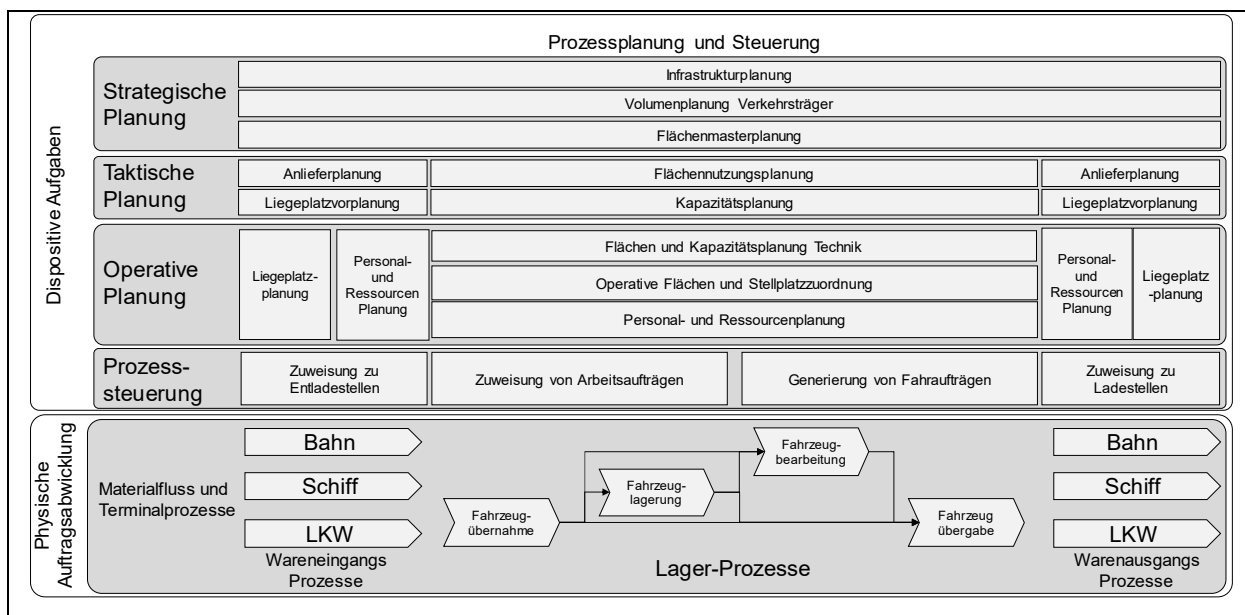 Prozessplanung und Steuerung
Dispositive Aufgaben
Strategische
Planung
Infrastrukturplanung
Volumenplanung Verkehrsträger
Flächenmasterplanung
Taktische
Planung
Anlieferplanung
Flächennutzungsplanung
Anlieferplanung
Liegeplatzvorplanung
Kapazitätsplanung
Liegeplatzvorplanung
Operative
Planung
Liegeplatz-
planung
Personal-
und
Ressourcen
Planung
Flächen und Kapazitätsplanung Technik
Operative Flächen und Stellplatzzuordnung
Personal- und Ressourcenplanung
Personal-
und
Ressourcen
Planung
Liegeplatz
-planung
Prozess-
steuerung
Zuweisung zu
Entladestellen
Zuweisung von Arbeitsaufträgen
Generierung von Fahraufträgen
Zuweisung zu
Ladestellen
Physische
Auftragsabwicklung
Materialfluss und
Terminalprozesse
Bahn
Schiff
LKW
Wareneingangs
Prozesse
Fahrzeug-
übernahme
Fahrzeug-
lagerung
Fahrzeug-
bearbeitung
Fahrzeug
übergabe
Lager-Prozesse
Bahn
Schiff
LKW
Warenausgangs
Prozesse